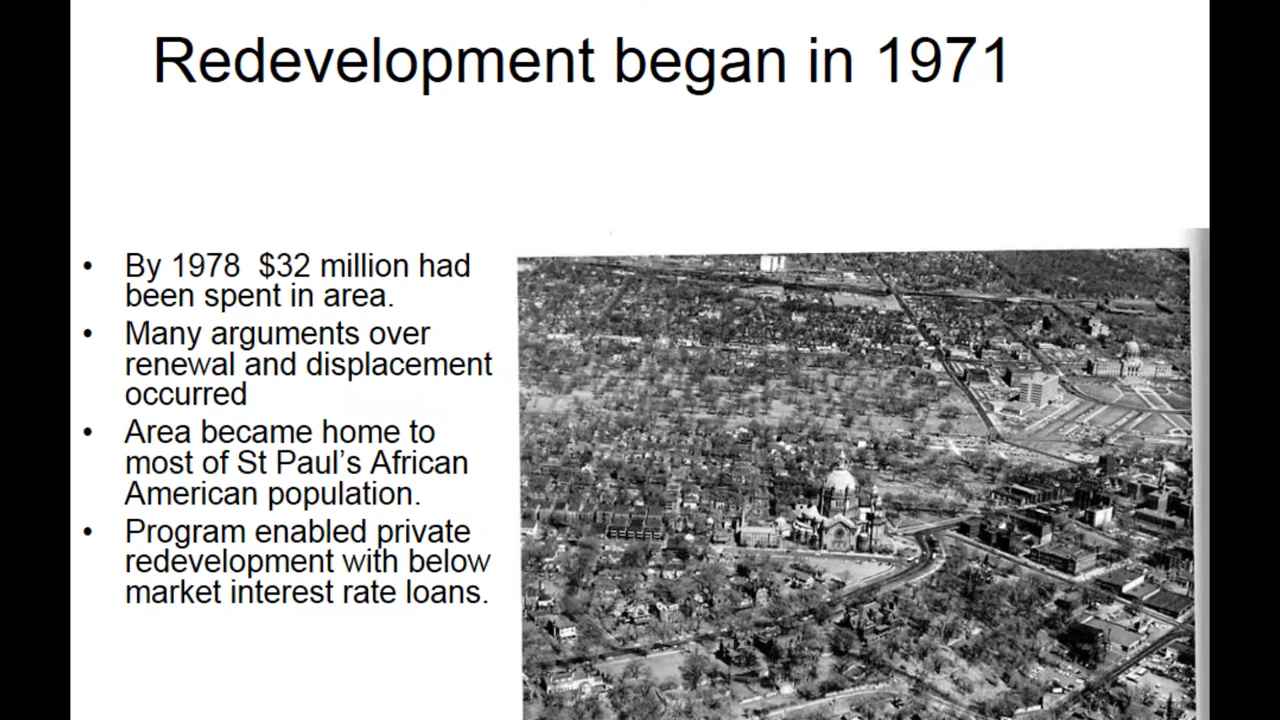 Redevelopment began in 1971
• By 1978  $32 million had
been spent in area.
• Many arguments over
renewal and displacement
occurred
• Area became home to
most of St Paul’s African
American population.
• Program enabled private
redevelopment with below
market interest rate loans.